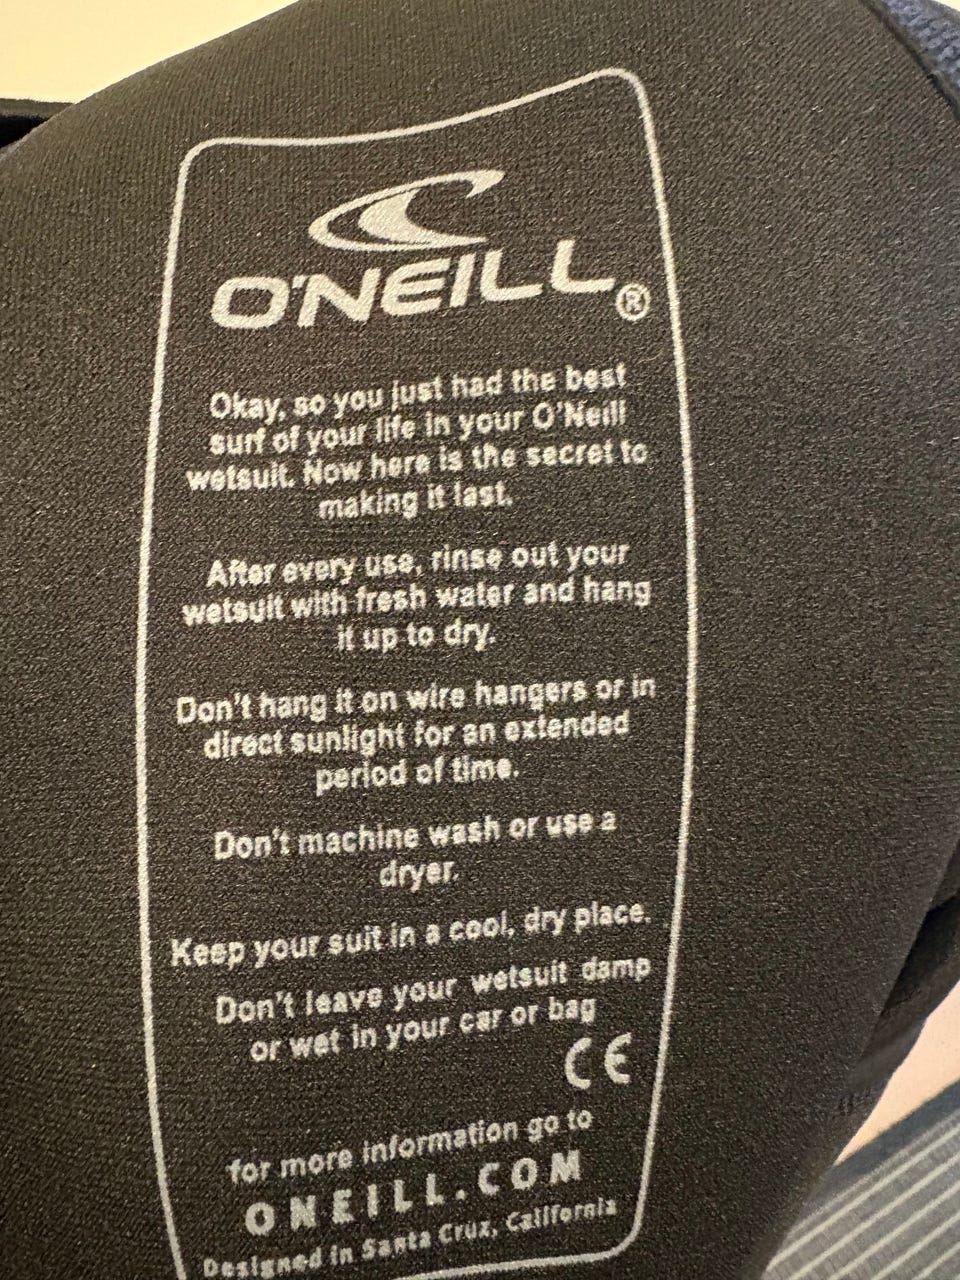 O'NEILL®
Okay, so you just had the best
surf of your life in your O'Neill
wetsuit. Now here is the secret to
making it last.
After every use, rinse out your
wetsuit with fresh water and hang
it up to dry.
Don't hang it on wire hangers or in
direct sunlight for an extended
period of time.
Don't machine wash or use a
dryer.
Keep your suit in a cool, dry place.
Don't leave your wetsuit damp
or wet in your car or bag
CE
for more information go to
ONEILL.COM
Designed in Santa Cruz, California